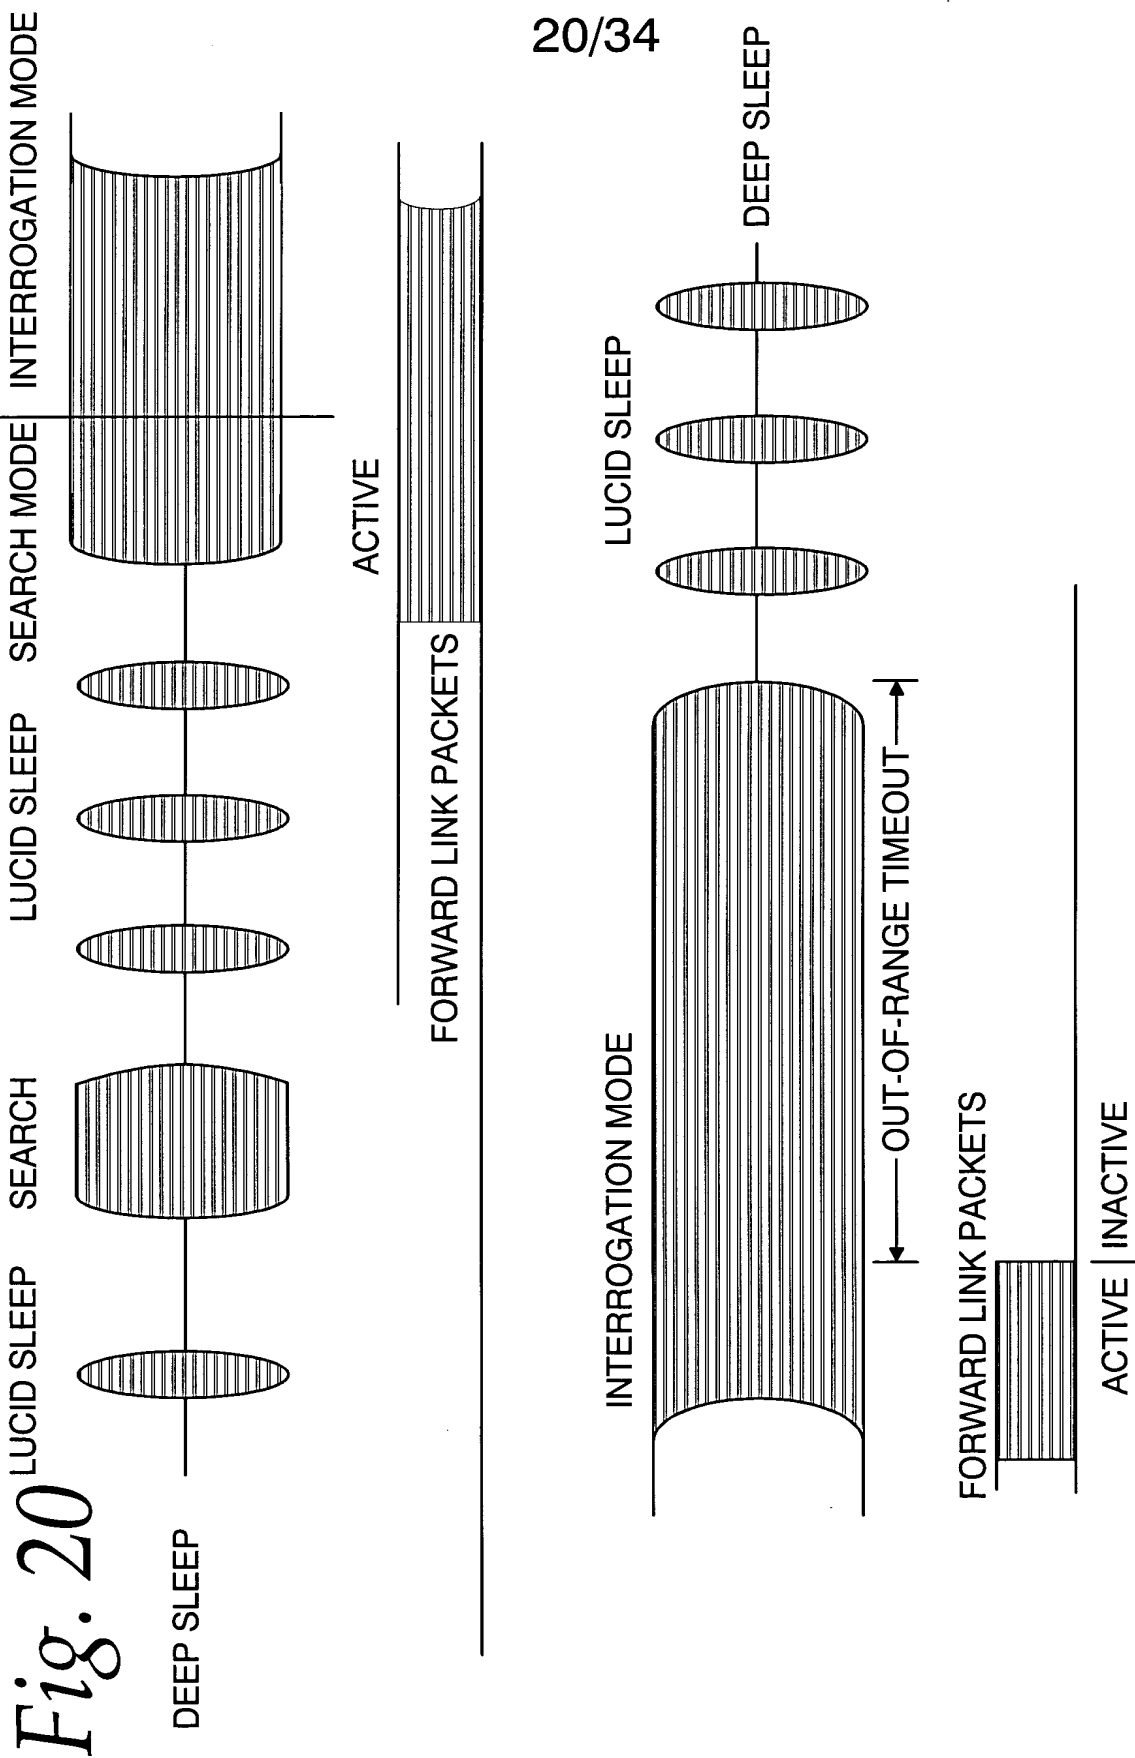 20/34
Fig. 20
LUCID SLEEP
SEARCH
LUCID SLEEP
SEARCH MODE
INTERROGATION MODE
DEEP SLEEP
ACTIVE
FORWARD LINK PACKETS
INTERROGATION MODE
LUCID SLEEP
DEEP SLEEP
OUT-OF-RANGE TIMEOUT
FORWARD LINK PACKETS
ACTIVE
INACTIVE